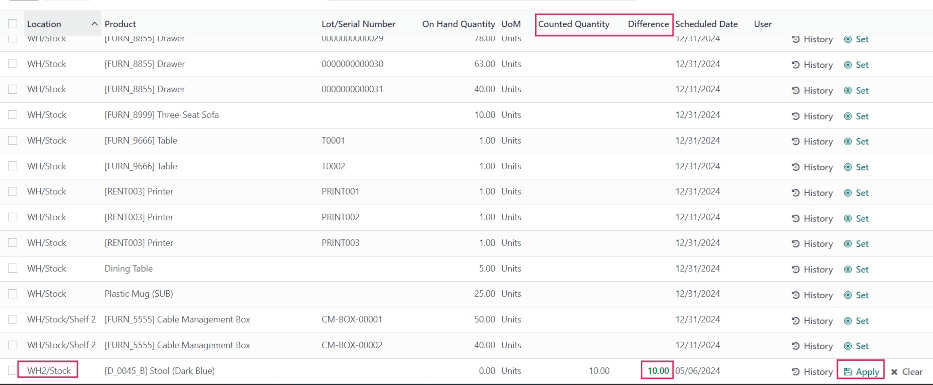 Location Product Lot/Serial Number On Hand Quantity UoM Counted Quantity Difference Scheduled Date User
WH/Stock [FURN_8855] Drawer 0000000000029 78.00 Units 12/31/2024 History Set
WH/Stock [FURN_8855] Drawer 0000000000030 63.00 Units 12/31/2024 History Set
WH/Stock [FURN_8855] Drawer 0000000000031 40.00 Units 12/31/2024 History Set
WH/Stock [FURN_8999] Three-Seat Sofa 10.00 Units 12/31/2024 History Set
WH/Stock [FURN_9666] Table T0001 1.00 Units 12/31/2024 History Set
WH/Stock [FURN_9666] Table T0002 1.00 Units 12/31/2024 History Set
WH/Stock [RENT003] Printer PRINT001 1.00 Units 12/31/2024 History Set
WH/Stock [RENT003] Printer PRINT002 1.00 Units 12/31/2024 History Set
WH/Stock [RENT003] Printer PRINT003 1.00 Units 12/31/2024 History Set
WH/Stock Dining Table 5.00 Units 12/31/2024 History Set
WH/Stock Plastic Mug (SUB) 25.00 Units 12/31/2024 History Set
WH/Stock/Shelf 2 [FURN_5555] Cable Management Box CM-BOX-00001 50.00 Units 12/31/2024 History Set
WH/Stock/Shelf 2 [FURN_5555] Cable Management Box CM-BOX-00002 40.00 Units 12/31/2024 History Set
WH2/Stock [D_0045_B] Stool (Dark Blue) 0.00 Units 10.00 10.00 05/06/2024 History Apply Clear